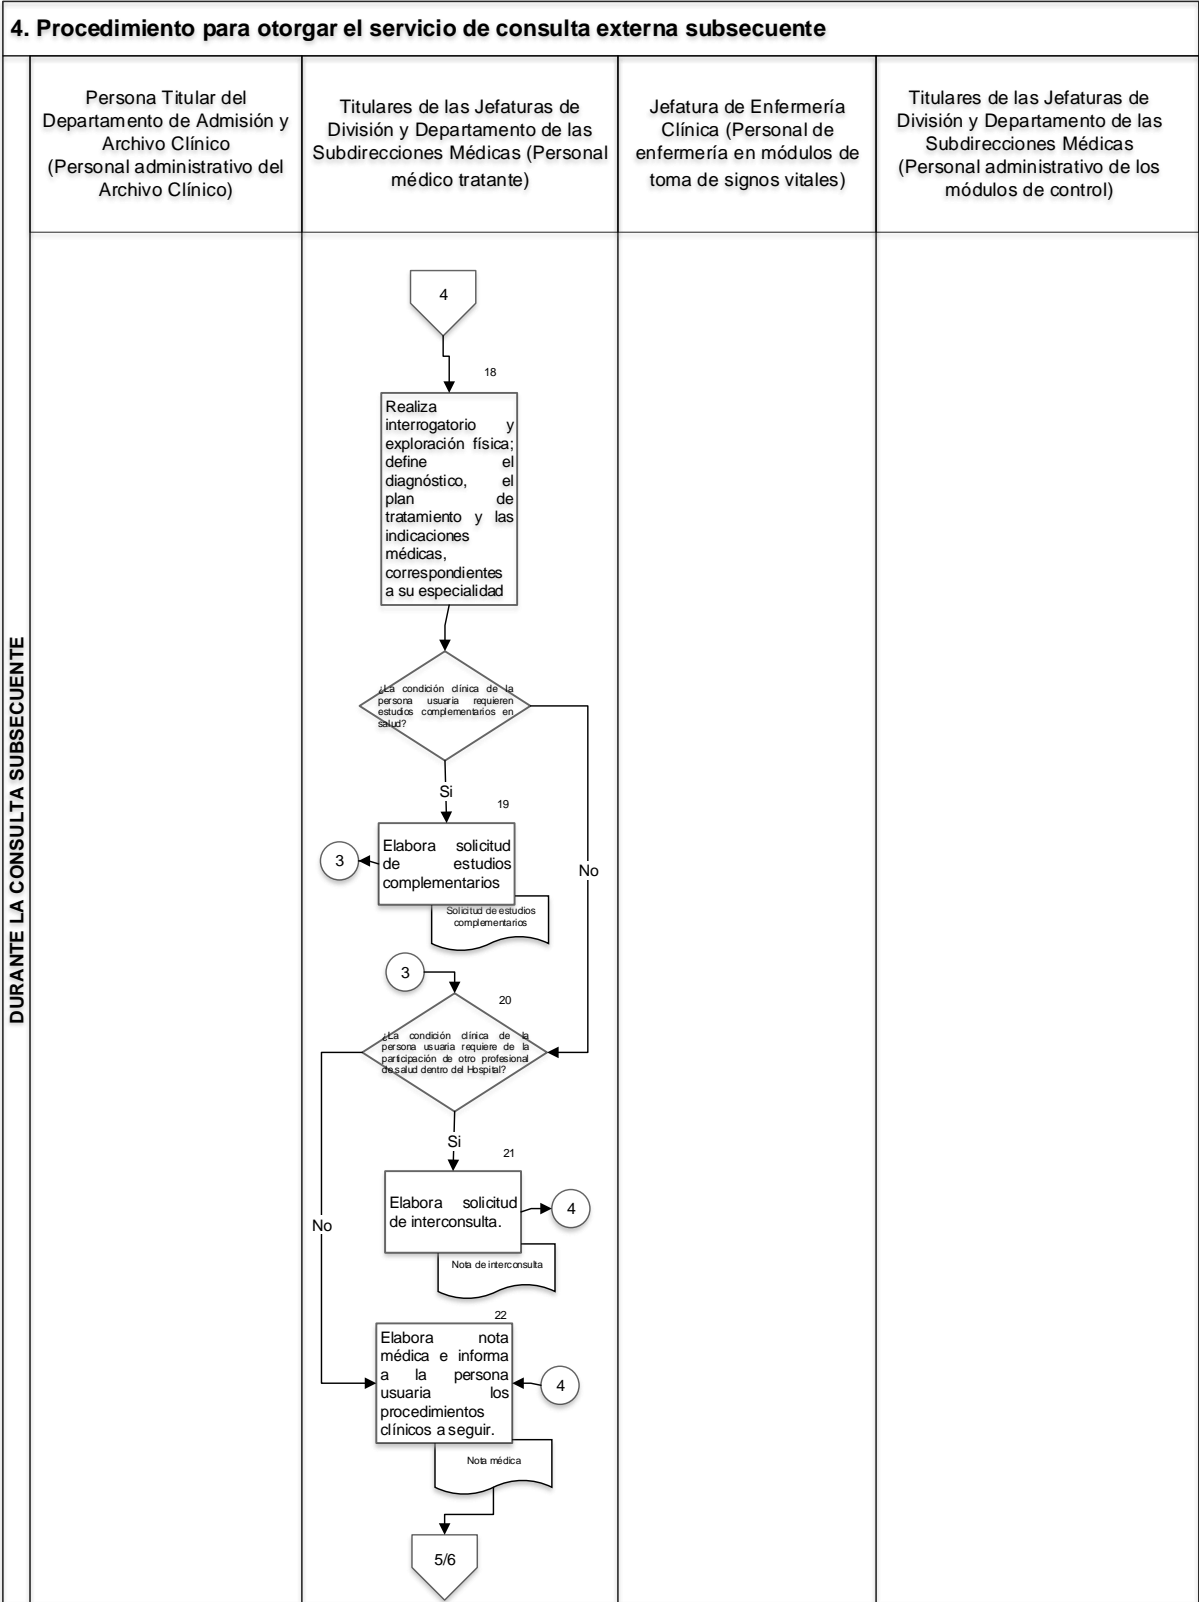 4. Procedimiento para otorgar el servicio de consulta externa subsecuente
Persona Titular del
Departamento de Admisión y
Archivo Clínico
(Personal administrativo del
Archivo Clínico)
Titulares de las Jefaturas de
División y Departamento de las
Subdirecciones Médicas (Personal
médico tratante)
Jefatura de Enfermería
Clínica (Personal de
enfermería en módulos de
toma de signos vitales)
Titulares de las Jefaturas de
División y Departamento de las
Subdirecciones Médicas
(Personal administrativo de los
módulos de control)
DURANTE LA CONSULTA SUBSECUENTE
4
18
Realiza
interrogatorio y
exploración física;
define el
diagnóstico, el
plan de
tratamiento y las
indicaciones
médicas,
correspondientes
a su especialidad
¿La condición clínica de la
persona usuaria requieren
estudios complementarios en
salud?
Si
No
19
Elabora solicitud
de estudios
complementarios
3
Solicitud de estudios
complementarios
3
20
¿La condición clínica de la
persona usuaria requiere de la
participación de otro profesional
de salud dentro del Hospital?
Si
No
21
Elabora solicitud
de interconsulta.
4
Nota de interconsulta
22
Elabora nota
médica e informa
a la persona
usuaria los
procedimientos
clínicos a seguir.
4
Nota médica
5/6